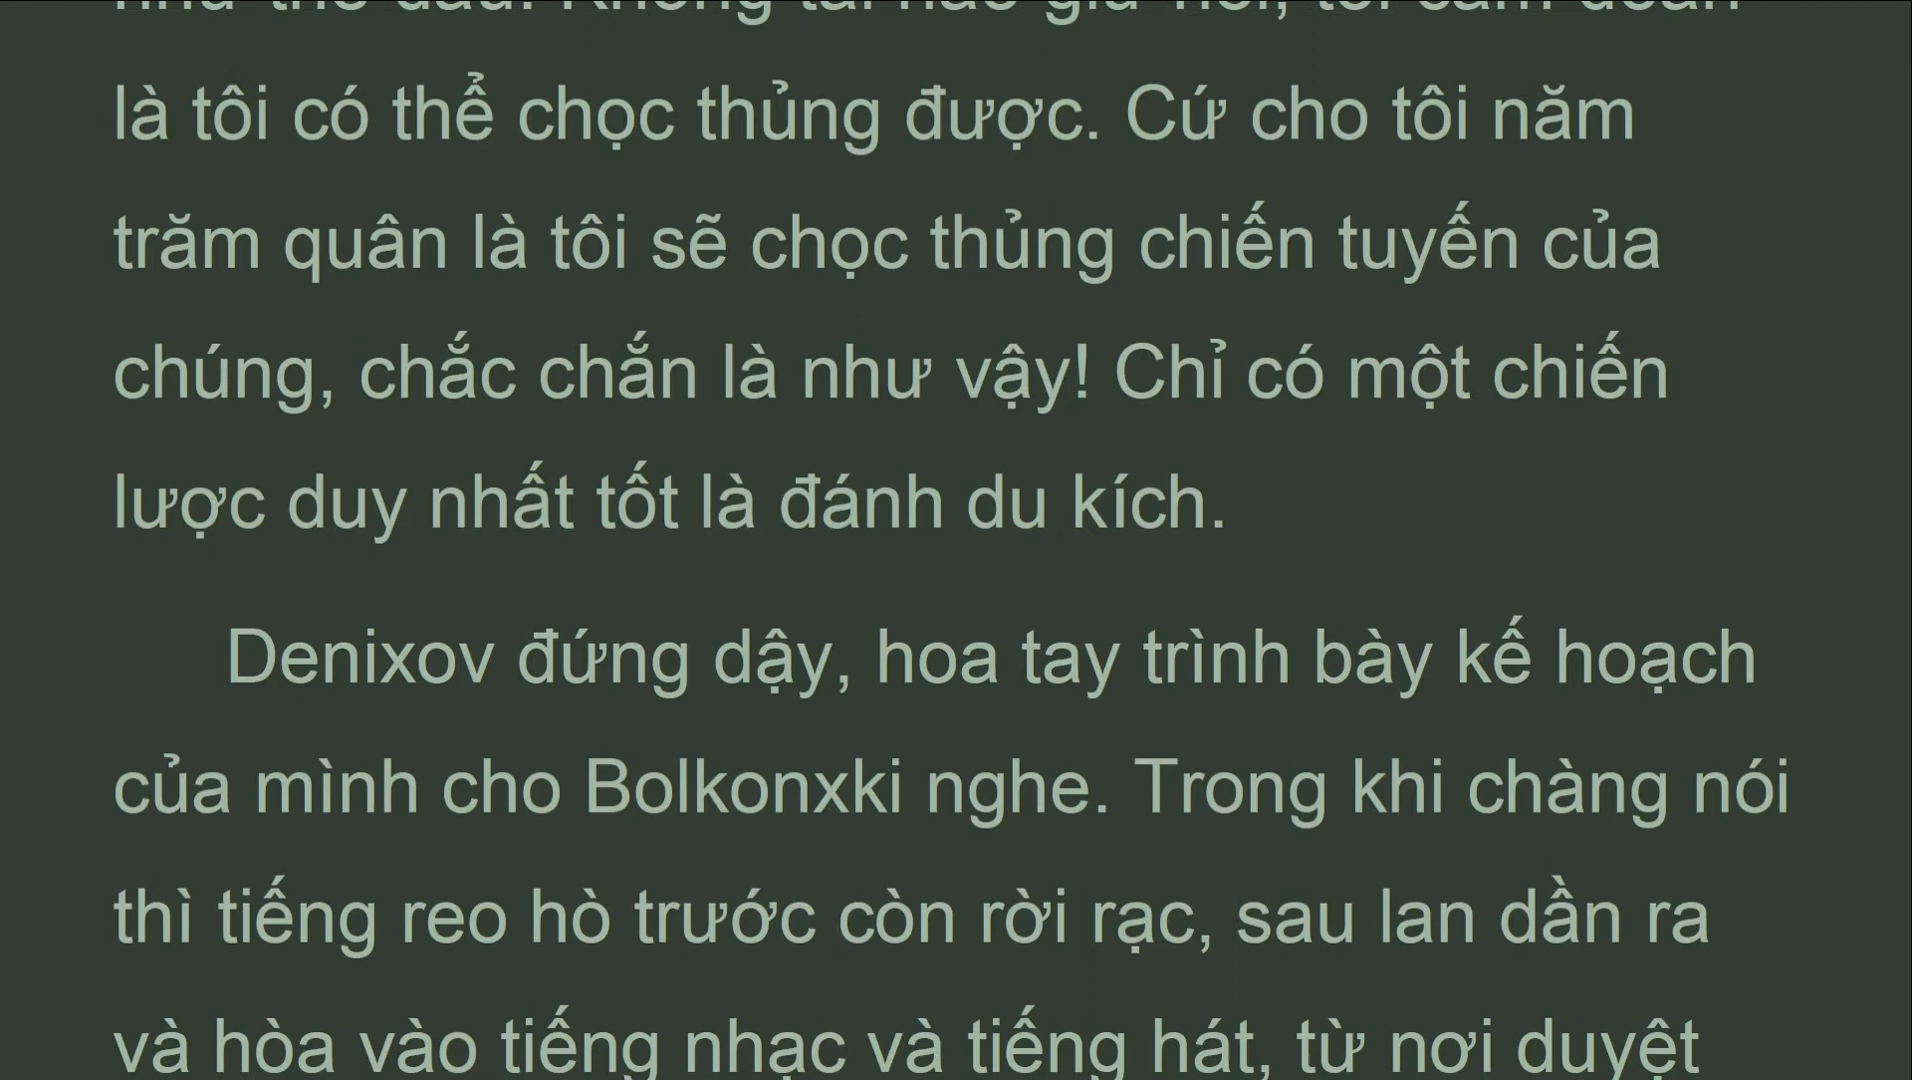 là tôi có thể chọc thủng được. Cứ cho tôi năm
trăm quân là tôi sẽ chọc thủng chiến tuyến của
chúng, chắc chắn là như vậy! Chỉ có một chiến
lược duy nhất tốt là đánh du kích.
Denixov đứng dậy, hoa tay trình bày kế hoạch
của mình cho Bolkonxki nghe. Trong khi chàng nói
thì tiếng reo hò trước còn rời rạc, sau lan dần ra
và hòa vào tiếng nhạc và tiếng hát, từ nơi duyệt